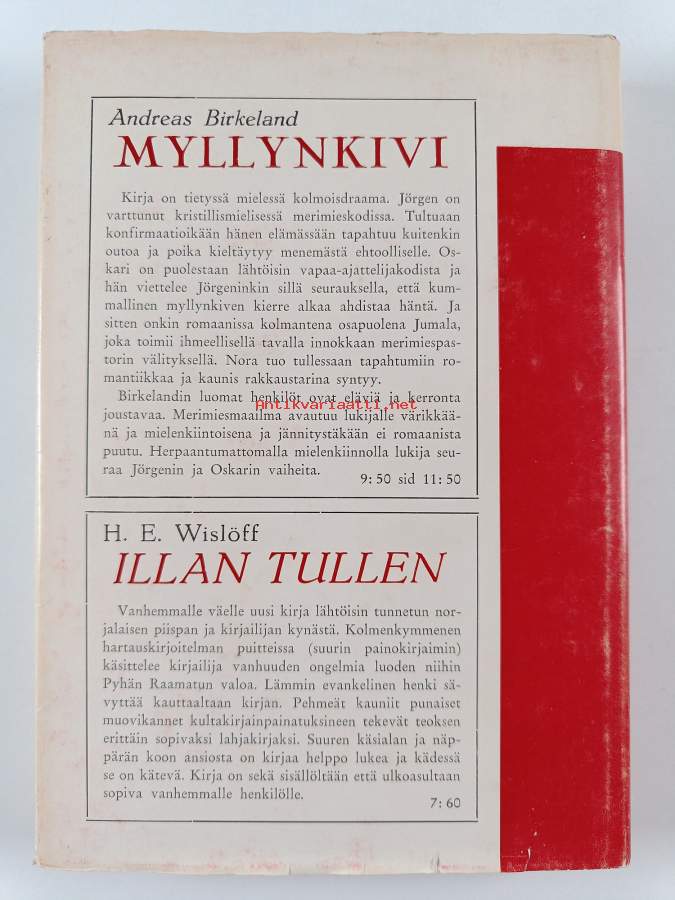 Andreas Birkeland
MYLLYNKIVI
Kirja on tietyssä mielessä kolmoisdraama. Jörgen on
varttunut kristillismielisessä merimieskodissa. Tultuaan
konfirmaatioikään hänen elämässään tapahtuu kuitenkin
outoa ja poika kieltäytyy menemästä ehtoolliselle. Os-
kari on puolestaan lähtöisin vapaa-ajattelijakodista ja
hän viettelee Jörgeninkin sillä seurauksella, että kum-
mallinen myllynkiven kierre alkaa ahdistaa häntä. Ja
sitten onkin romaanissa kolmantena osapuolena Jumala,
joka toimii ihmeellisellä tavalla innokkaan merimiespas-
torin välityksellä. Nora tuo tullessaan tapahtumiin ro-
mantiikkaa ja kaunis rakkaustarina syntyy.
Birkelandin luomat henkilöt ovat eläviä ja kerronta
Antikvariaatti.net
joustavaa. Merimiesmaailma avautuu lukijalle värikkää-
nä ja mielenkiintoisena ja jännitystäkään ei romaanista
puutu. Herpaantumattomalla mielenkiinnolla lukija seu-
raa Jörgenin ja Oskarin vaiheita.
9:50 sid 11:50
H. E. Wislöff
ILLAN TULLEN
Vanhemmalle väelle uusi kirja lähtöisin tunnetun nor-
jalaisen piispan ja kirjailijan kynästä. Kolmenkymmenen
hartauskirjoitelman puitteissa (suurin painokirjaimin)
käsittelee kirjailija vanhuuden ongelmia luoden niihin
Pyhän Raamatun valoa. Lämmin evankelinen henki sä-
vyttää kauttaaltaan kirjan. Pehmeät kauniit punaiset
muovikannet kultakirjainpainatuksineen tekevät teoksen
erittäin sopivaksi lahjakirjaksi. Suuren käsialan ja näp-
pärän koon ansiosta on kirjaa helppo lukea ja kädessä
se on kätevä. Kirja on sekä sisällöltään että ulkoasultaan
sopiva vanhemmalle henkilölle.
7:60